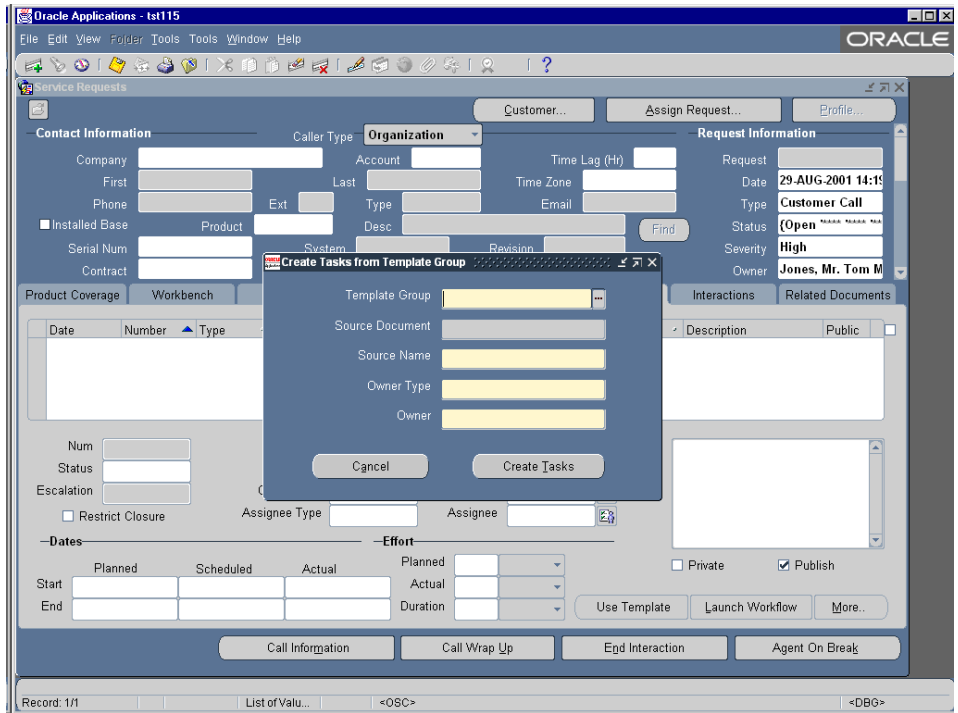 Oracle Applications - tst115
File Edit View Folder Tools Tools Window Help
ORACLE
Service Requests
Customer... Assign Request... Profile...
Contact Information Caller Type Organization Request Information
Company Account Time Lag (Hr) Request
First Last Time Zone Date 29-AUG-2001 14:19
Phone Ext Type Email Type Customer Call
Installed Base Product Desc Find Status {Open **** **** ***
Serial Num System Revision Severity High
Contract Owner Jones, Mr. Tom M
Create Tasks from Template Group
Template Group ...
Source Document
Source Name
Owner Type
Owner
Cancel Create Tasks
Product Coverage Workbench Interactions Related Documents
Date Number Type Description Public
Num
Status
Escalation
Restrict Closure Assignee Type Assignee
Dates Effort
Planned Scheduled Actual Planned Private Publish
Start Actual
End Duration Use Template Launch Workflow More..
Call Information Call Wrap Up End Interaction Agent On Break
Record: 1/1 List of Valu... <OSC> <DBG>